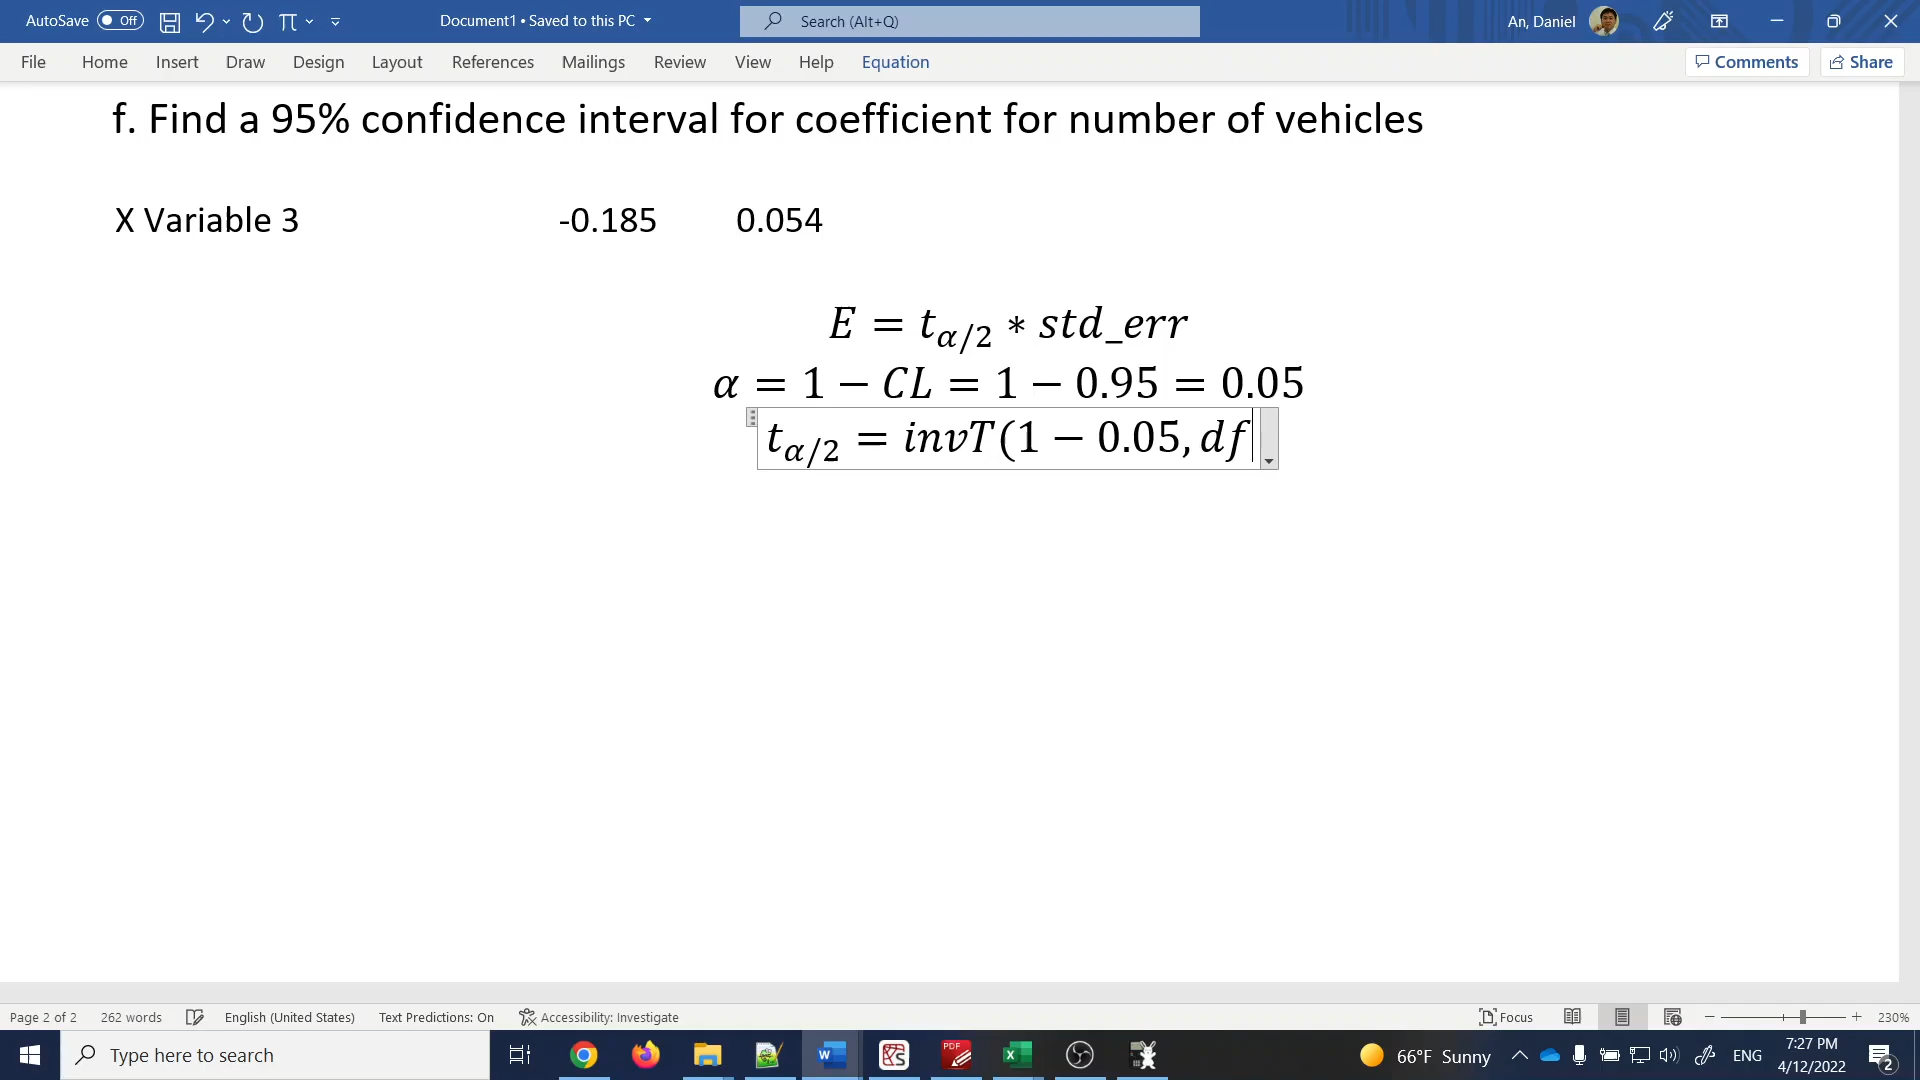 AutoSave Off Document1 • Saved to this PC Search (Alt+Q) An, Daniel
File Home Insert Draw Design Layout References Mailings Review View Help Equation Comments Share
f. Find a 95% confidence interval for coefficient for number of vehicles
X Variable 3 -0.185 0.054
E = t_{α/2} ∗ std_err
α = 1 − CL = 1 − 0.95 = 0.05
t_{α/2} = invT(1 − 0.05, df
Page 2 of 2 262 words English (United States) Text Predictions: On Accessibility: Investigate Focus 230%
Type here to search 66°F Sunny ENG 7:27 PM
4/12/2022 2